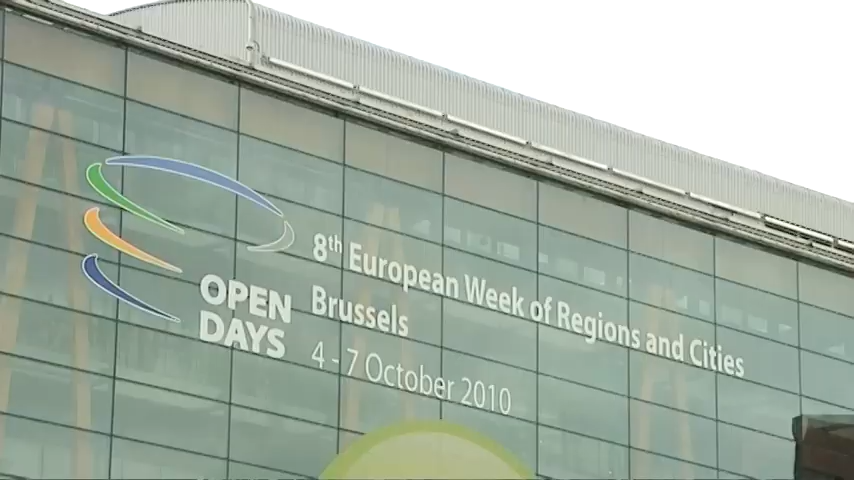 OPEN
DAYS
8th European Week of Regions and Cities
Brussels
4 - 7 October 2010